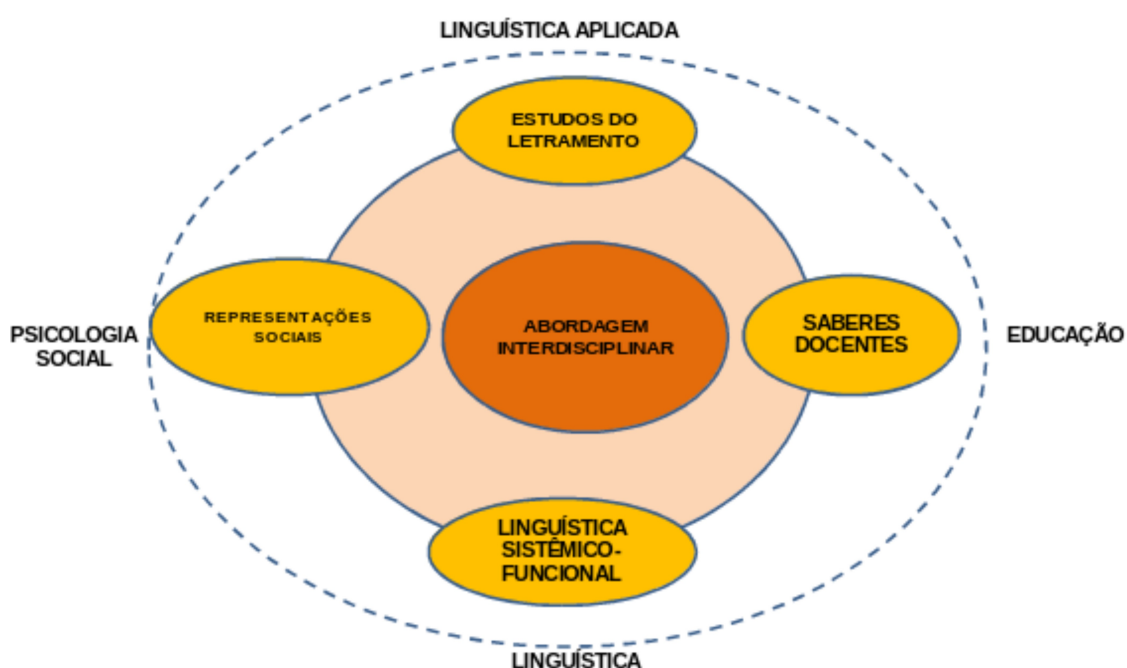 LINGUÍSTICA APLICADA
ESTUDOS DO
LETRAMENTO
REPRESENTAÇÕES
SOCIAIS
PSICOLOGIA
SOCIAL
ABORDAGEM
INTERDISCIPLINAR
SABERES
DOCENTES
EDUCAÇÃO
LINGUÍSTICA
SISTÊMICO-
FUNCIONAL
LINGUÍSTICA